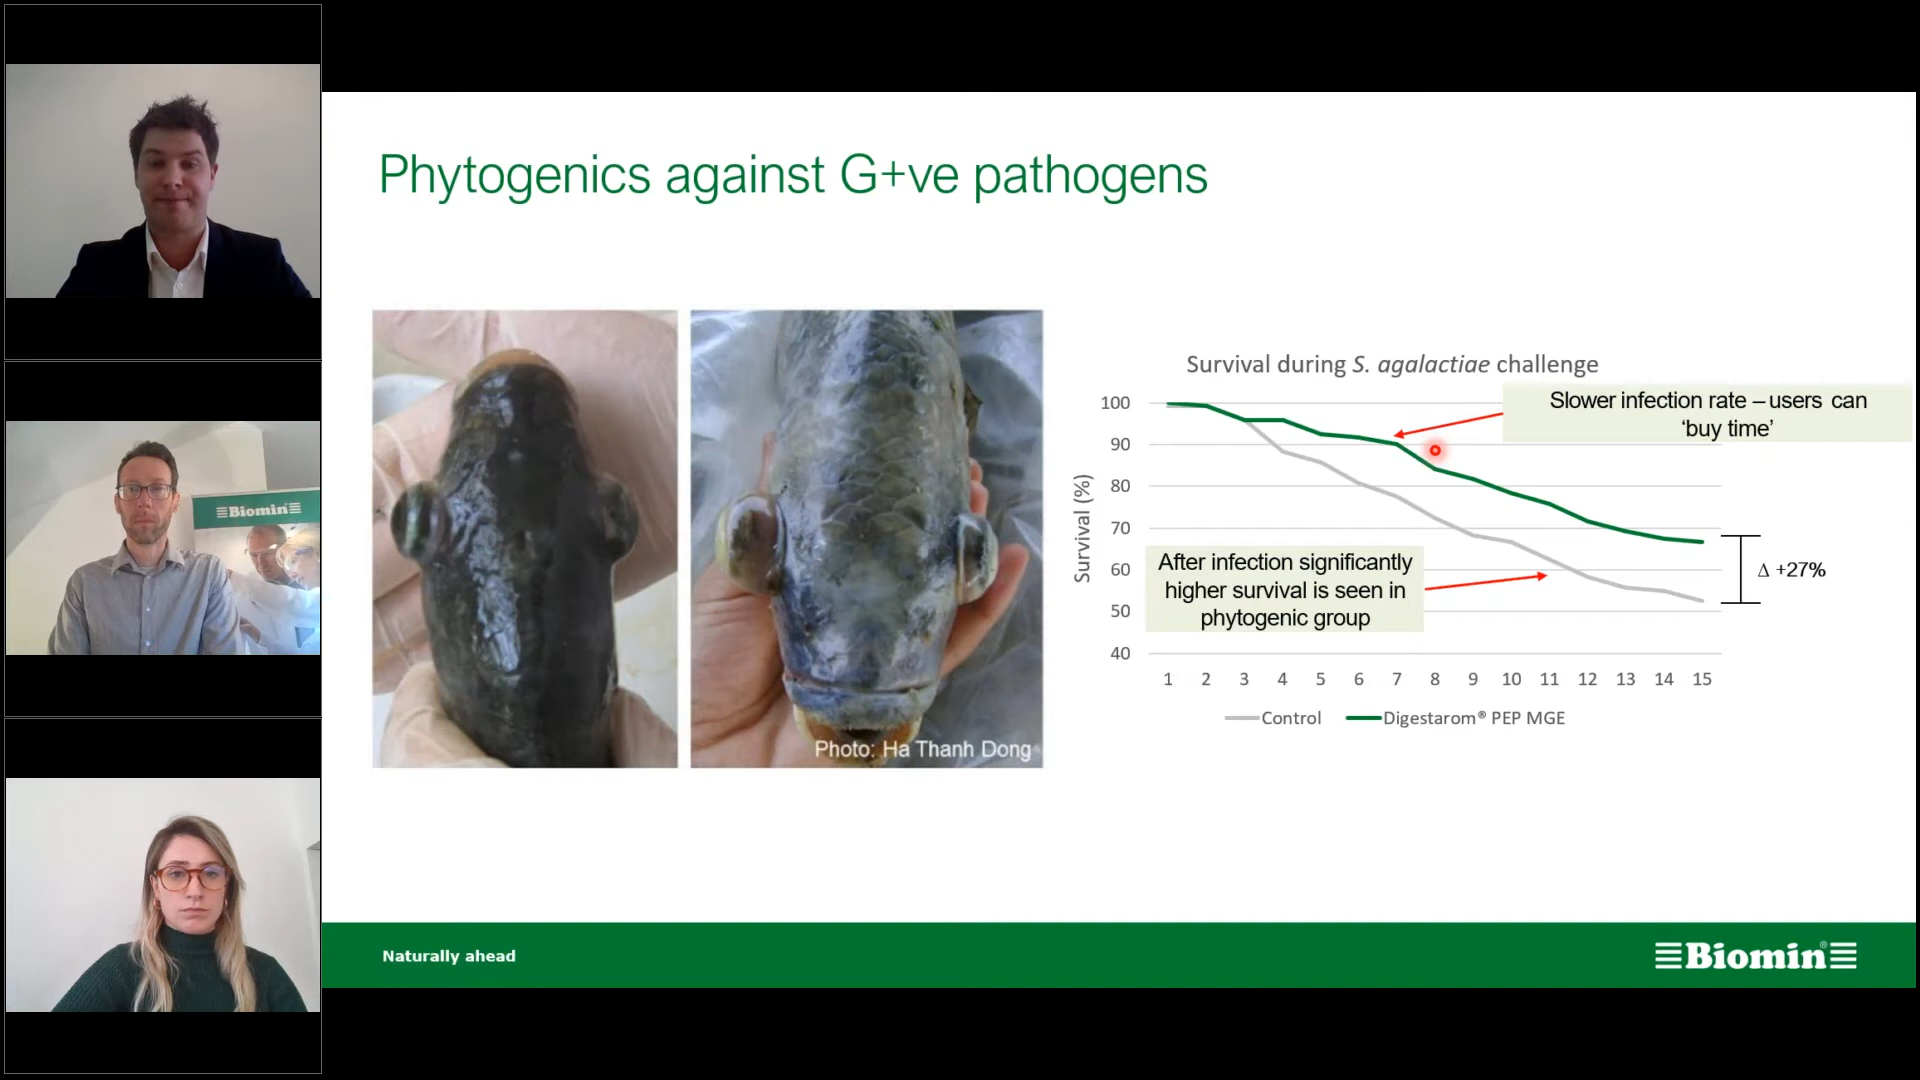 Phytogenics against G+ve pathogens
Biomin
Photo: Ha Thanh Dong
Survival during S. agalactiae challenge
Slower infection rate – users can
‘buy time’
After infection significantly
higher survival is seen in
phytogenic group
Survival (%)
100
90
80
70
60
50
40
1 2 3 4 5 6 7 8 9 10 11 12 13 14 15
Δ +27%
Control Digestarom® PEP MGE
Naturally ahead
Biomin®